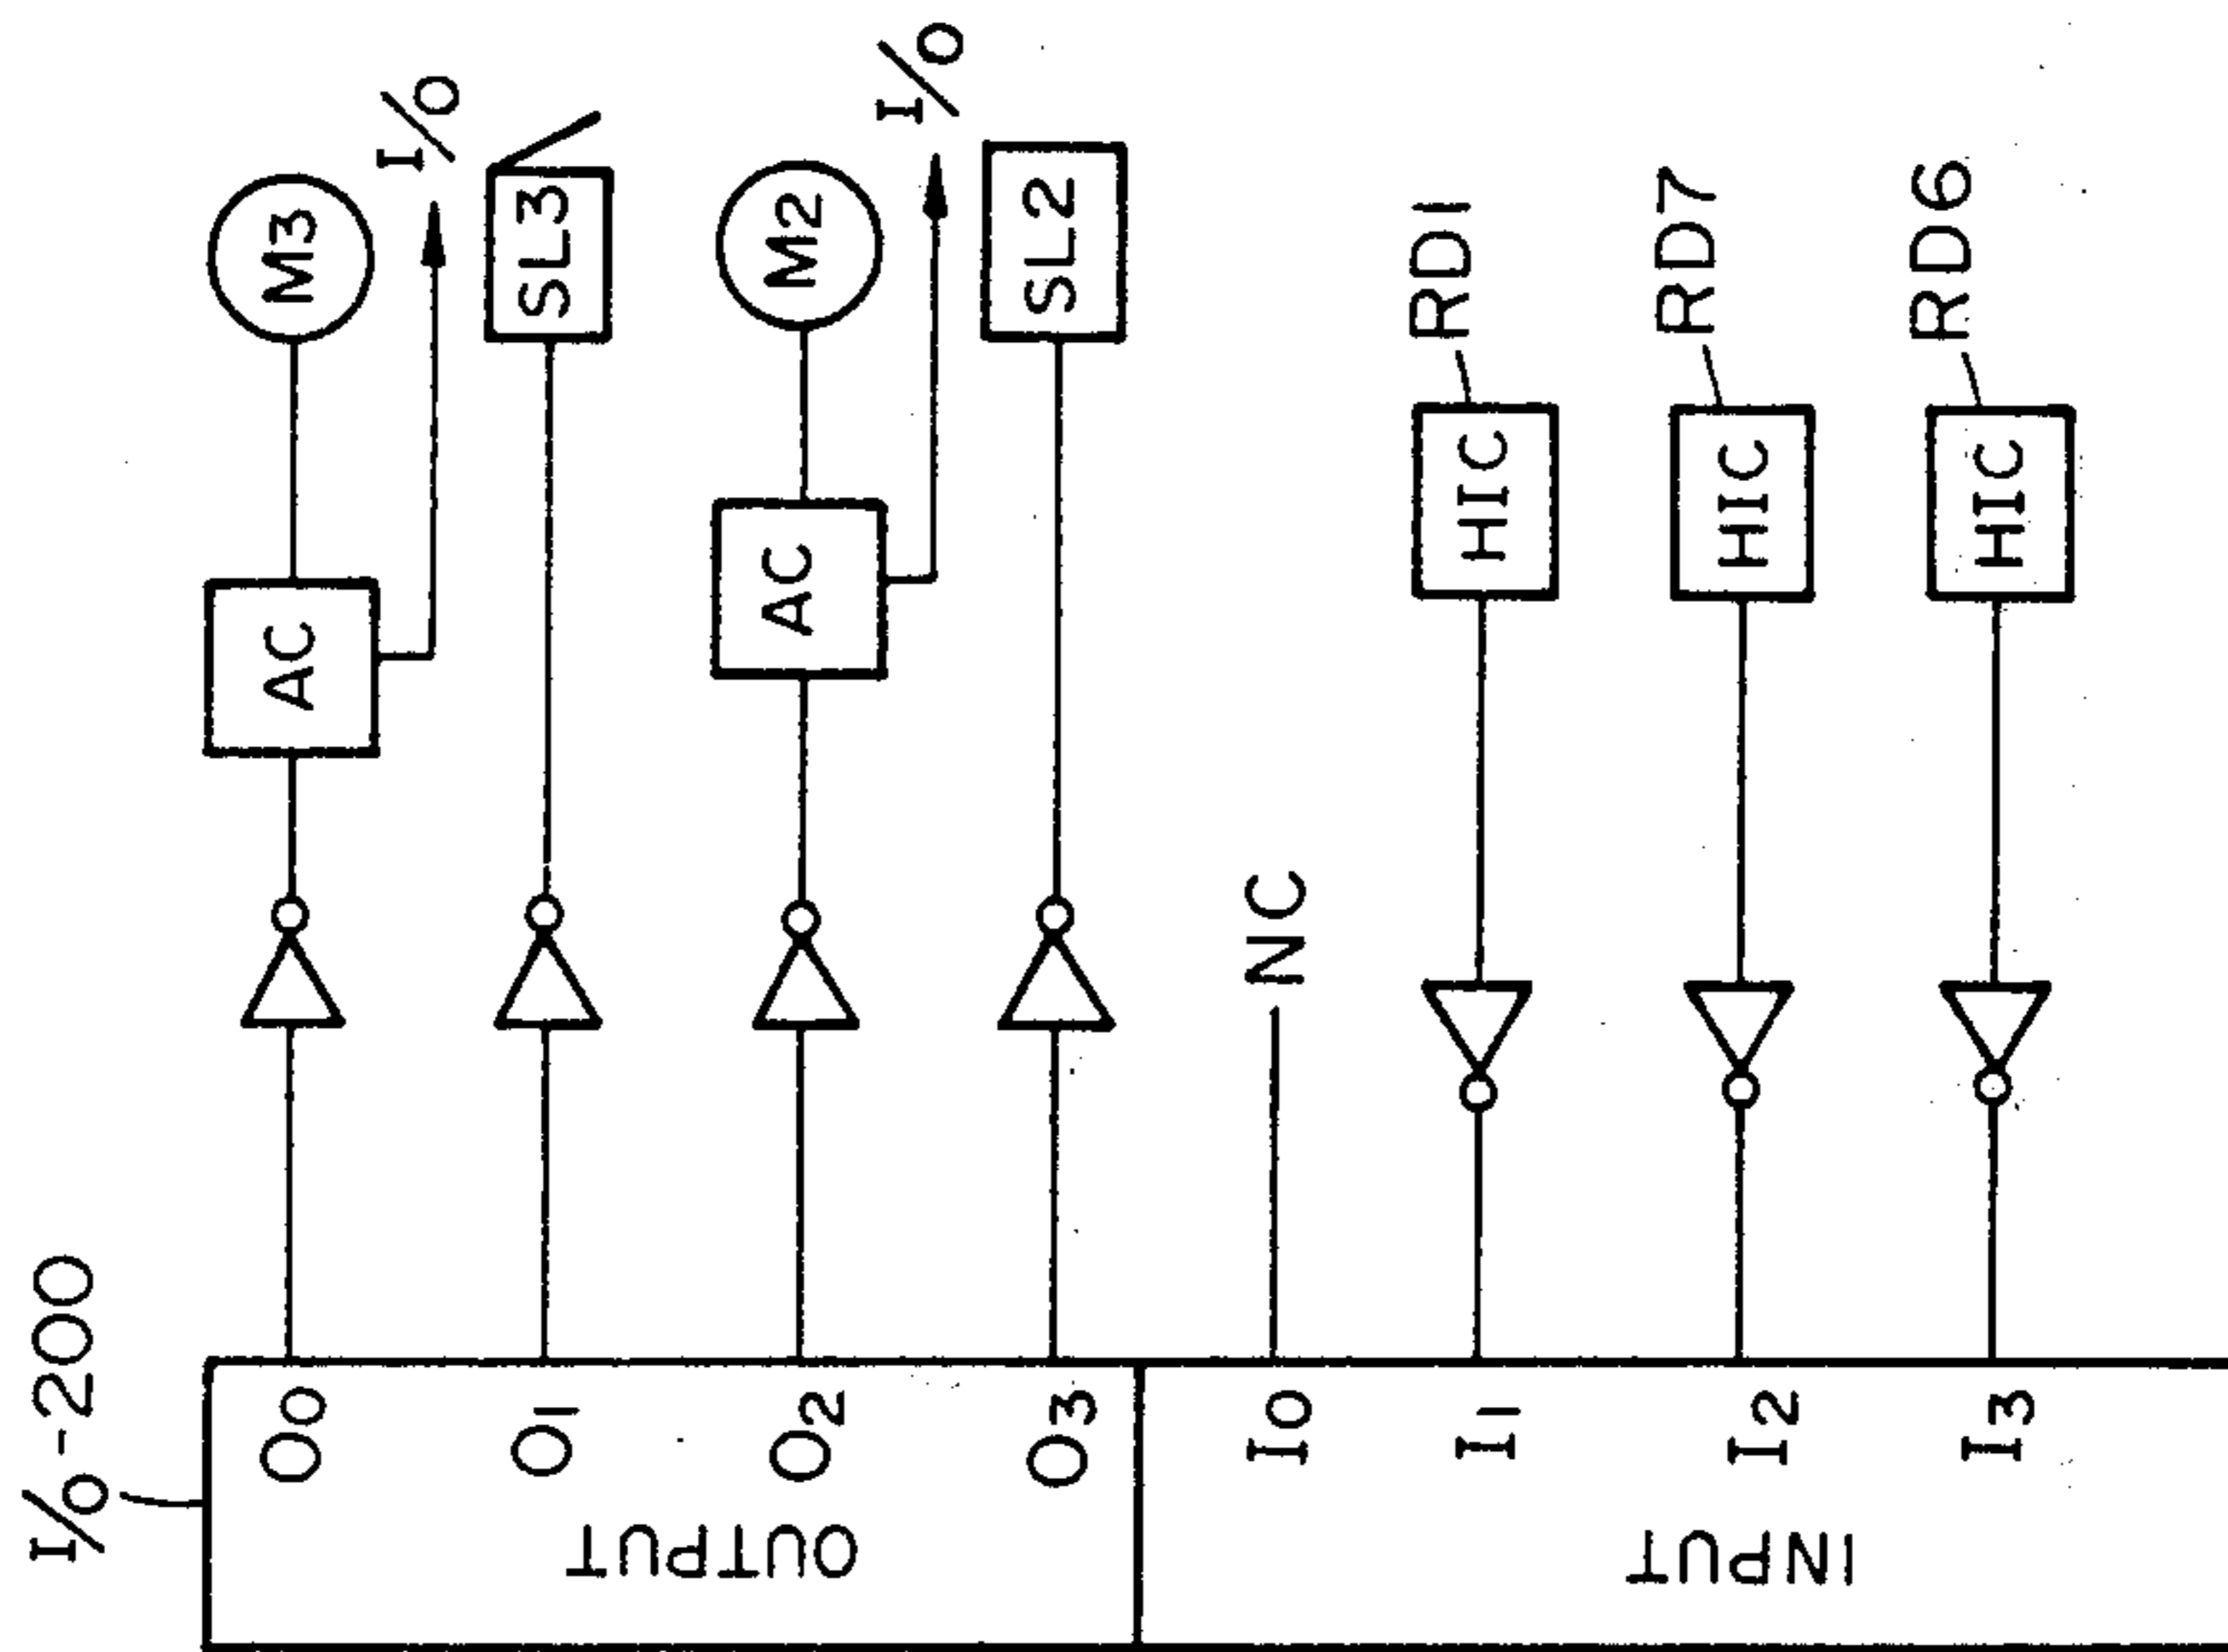 I/O-200
OUTPUT
O0
AC
M3
I/O
O1
SL3
O2
AC
M2
I/O
O3
SL2
INPUT
I0
NC
I1
HIC
RD1
I2
HIC
RD7
I3
HIC
RD6